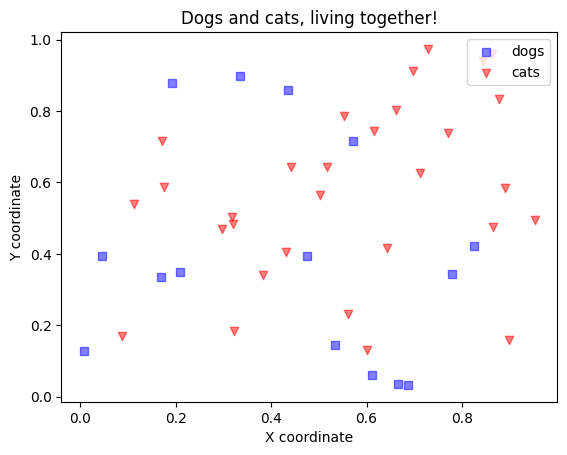 Dogs and cats, living together!
dogs
cats
Y coordinate
1.0
0.8
0.6
0.4
0.2
0.0
0.0 0.2 0.4 0.6 0.8
X coordinate